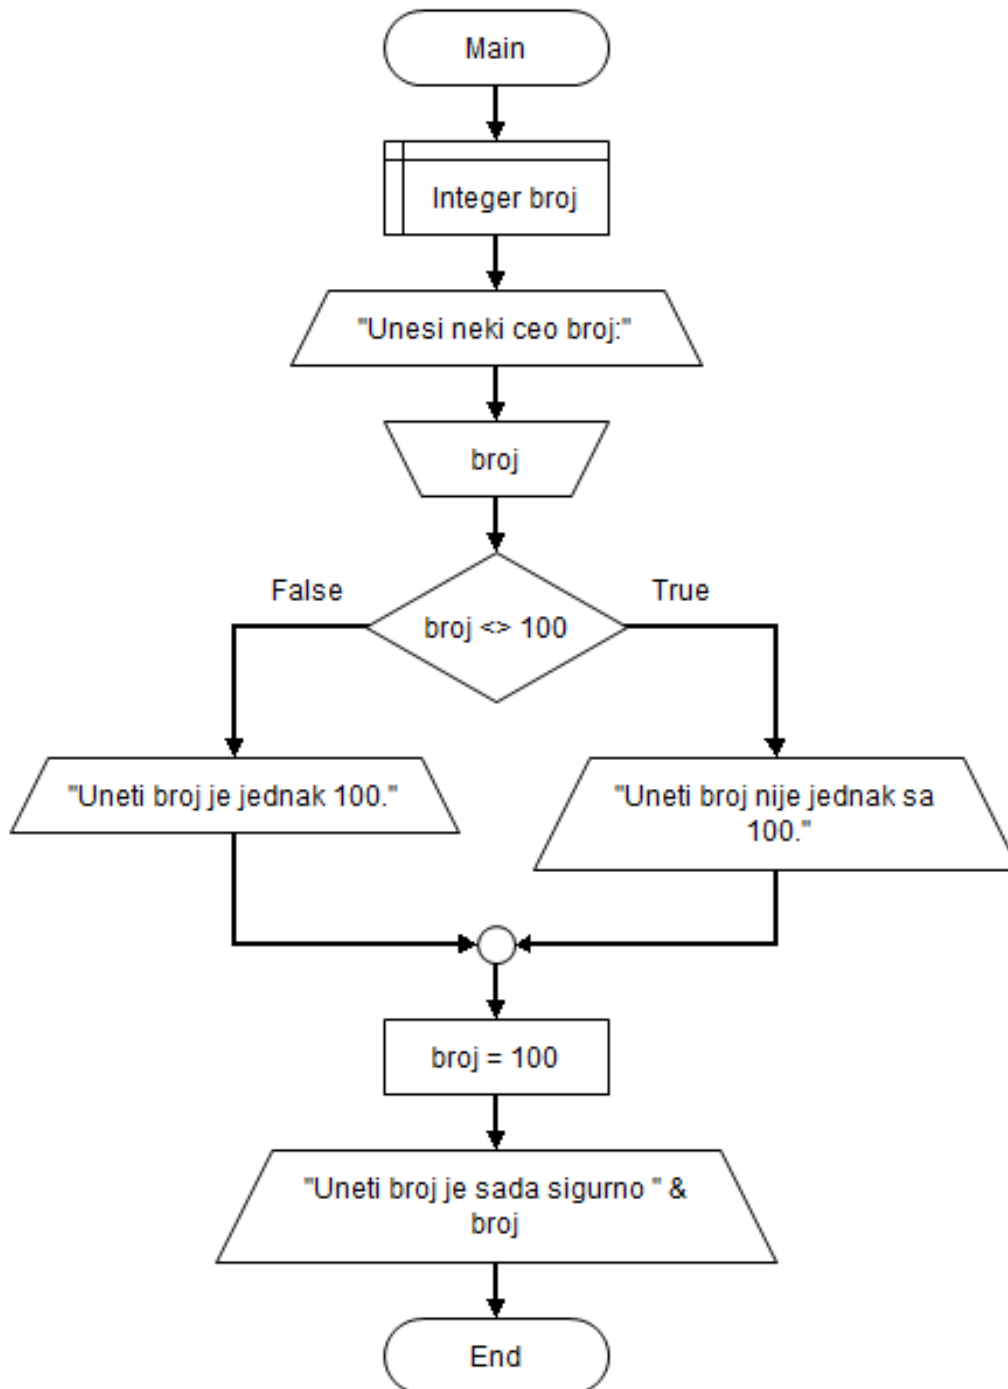 Main
Integer broj
"Unesi neki ceo broj:"
broj
False
True
broj <> 100
"Uneti broj je jednak 100."
"Uneti broj nije jednak sa
100."
broj = 100
"Uneti broj je sada sigurno " &
broj
End